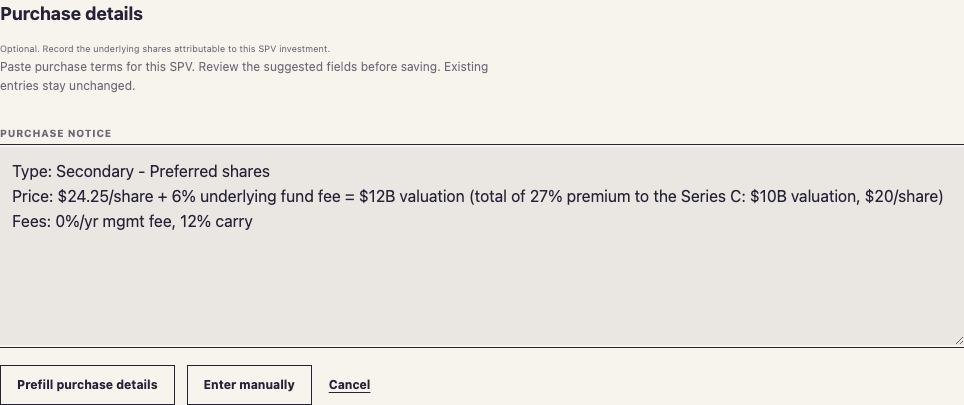 Purchase details
Optional. Record the underlying shares attributable to this SPV investment.
Paste purchase terms for this SPV. Review the suggested fields before saving. Existing
entries stay unchanged.
PURCHASE NOTICE
Type: Secondary - Preferred shares
Price: $24.25/share + 6% underlying fund fee = $12B valuation (total of 27% premium to the Series C: $10B valuation, $20/share)
Fees: 0%/yr mgmt fee, 12% carry
Prefill purchase details
Enter manually
Cancel